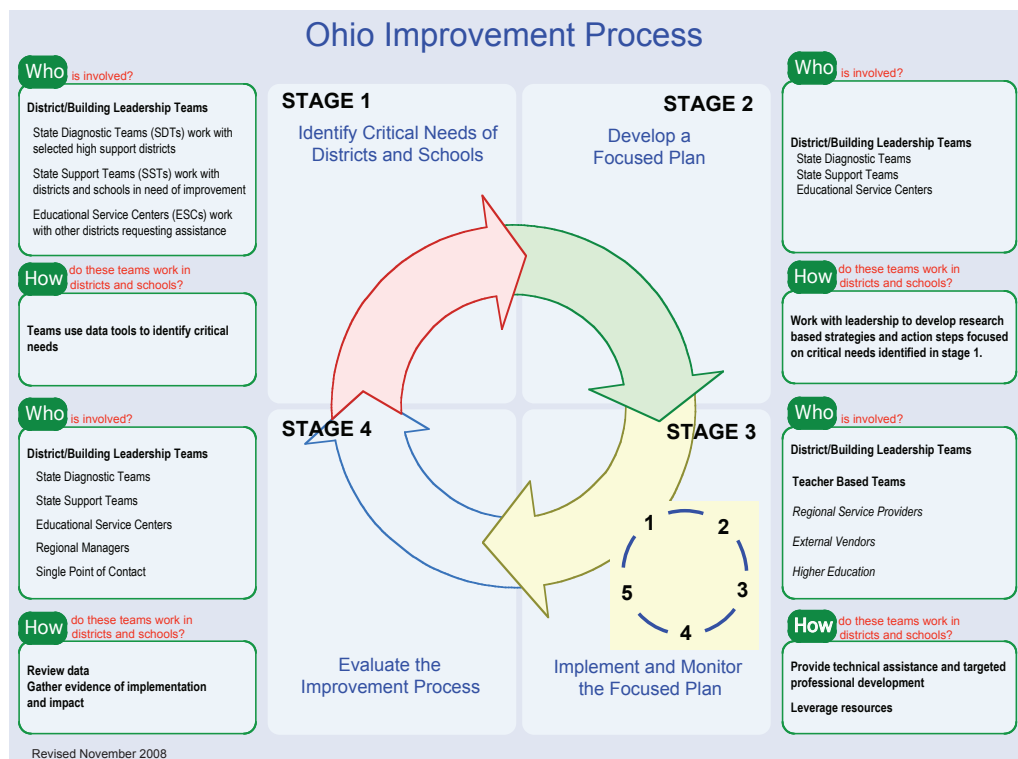 Ohio Improvement Process
Who is involved?
District/Building Leadership Teams
State Diagnostic Teams (SDTs) work with
selected high support districts
State Support Teams (SSTs) work with
districts and schools in need of improvement
Educational Service Centers (ESCs) work
with other districts requesting assistance
How do these teams work in
districts and schools?
Teams use data tools to identify critical
needs
STAGE 1
Identify Critical Needs of
Districts and Schools
STAGE 2
Develop a
Focused Plan
Who is involved?
District/Building Leadership Teams
State Diagnostic Teams
State Support Teams
Educational Service Centers
How do these teams work in
districts and schools?
Work with leadership to develop research
based strategies and action steps focused
on critical needs identified in stage 1.
Who is involved?
District/Building Leadership Teams
State Diagnostic Teams
State Support Teams
Educational Service Centers
Regional Managers
Single Point of Contact
How do these teams work in
districts and schools?
Review data
Gather evidence of implementation
and impact
STAGE 4
Evaluate the
Improvement Process
STAGE 3
1
2
3
4
5
Implement and Monitor
the Focused Plan
Who is involved?
District/Building Leadership Teams
Teacher Based Teams
Regional Service Providers
External Vendors
Higher Education
How do these teams work in
districts and schools?
Provide technical assistance and targeted
professional development
Leverage resources
Revised November 2008